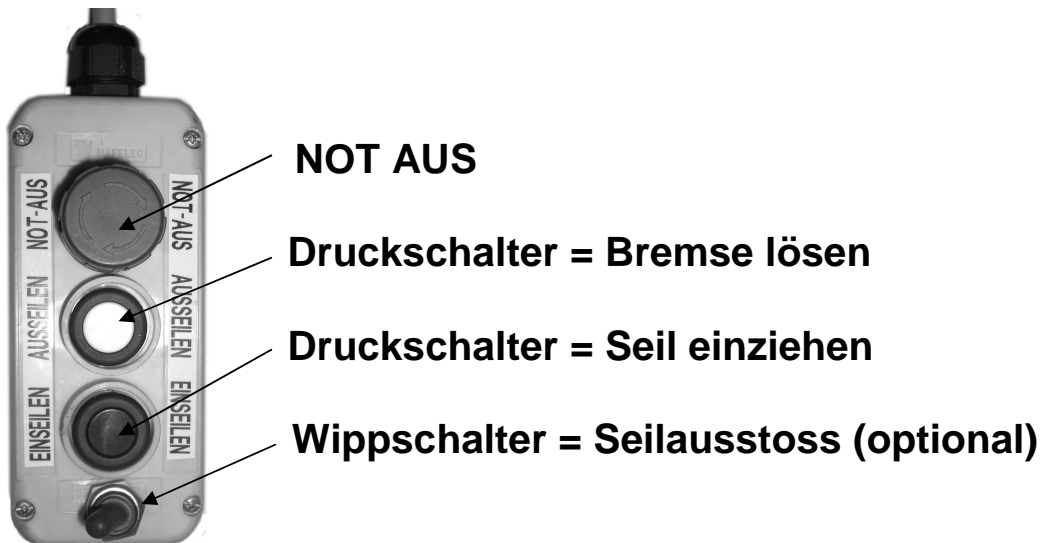 NOT AUS
Druckschalter = Bremse lösen
Druckschalter = Seil einziehen
Wippschalter = Seilausstoss (optional)
NOT-AUS
AUSSEILEN
EINSEILEN
NOT-AUS
AUSSEILEN
EINSEILEN